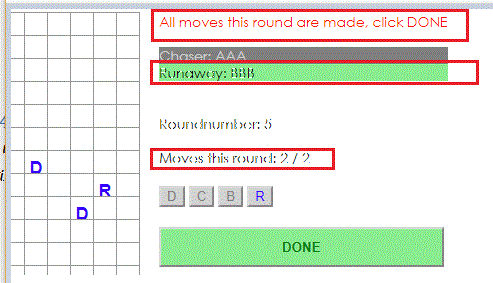 All moves this round are made, click DONE
Chaser: AAA
Runaway: BBB
Roundnumber: 5
Moves this round: 2 / 2
D
R
D
D C B R
DONE